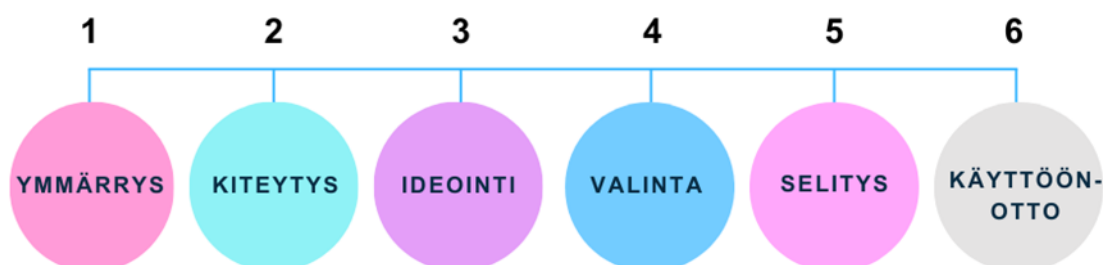 1 2 3 4 5 6
YMMÄRRYS KITEYTYS IDEOINTI VALINTA SELITYS KÄYTTÖÖN-
OTTO